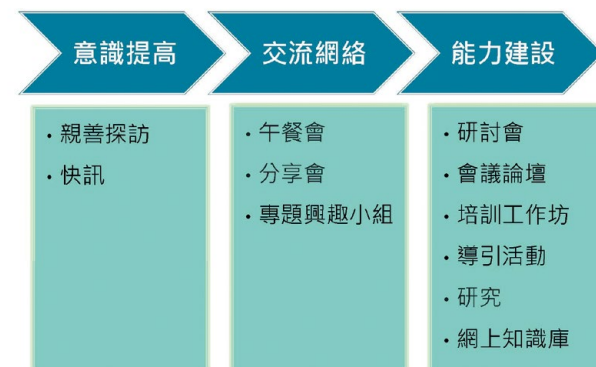 意識提高
・親善探訪
・快訊
交流網絡
・午餐會
・分享會
・專題興趣小組
能力建設
・研討會
・會議論壇
・培訓工作坊
・導引活動
・研究
・網上知識庫